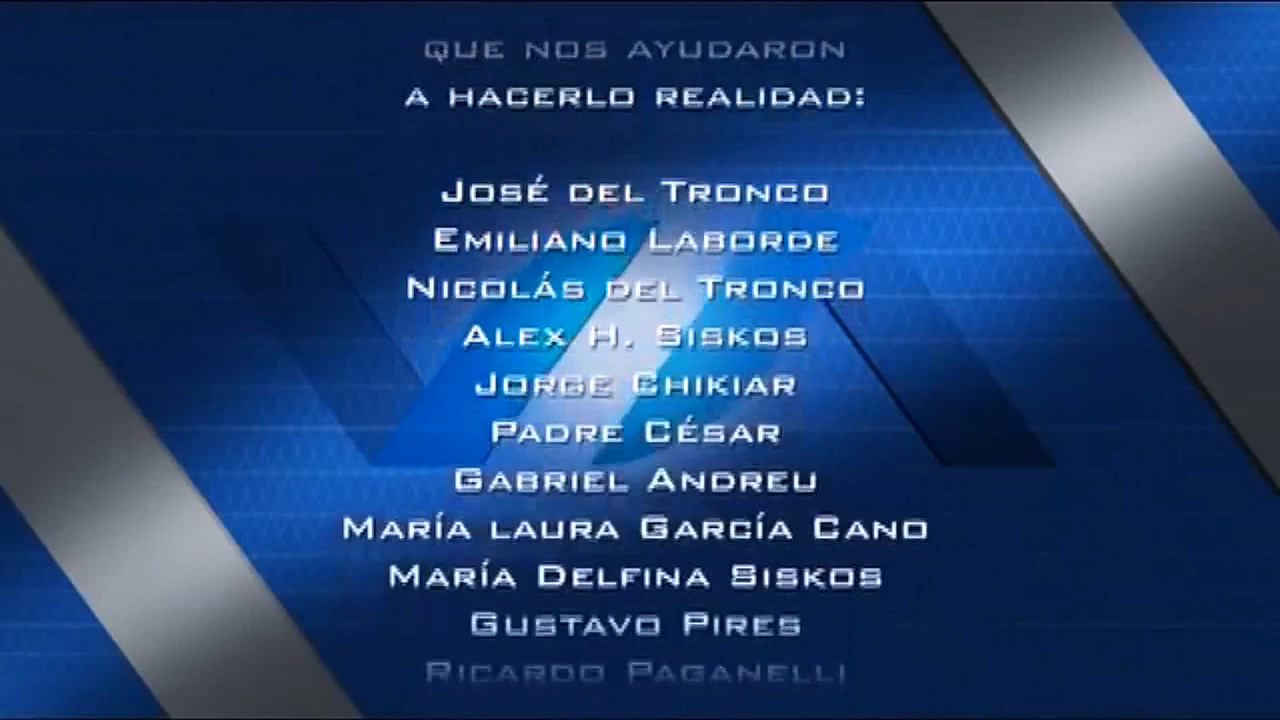 QUE NOS AYUDARON
A HACERLO REALIDAD:
JOSÉ DEL TRONCO
EMILIANO LABORDE
NICOLÁS DEL TRONCO
ALEX H. SISKOS
JORGE CHIKIAR
PADRE CÉSAR
GABRIEL ANDREU
MARÍA LAURA GARCÍA CANO
MARÍA DELFINA SISKOS
GUSTAVO PIRES
RICARDO PAGANELLI